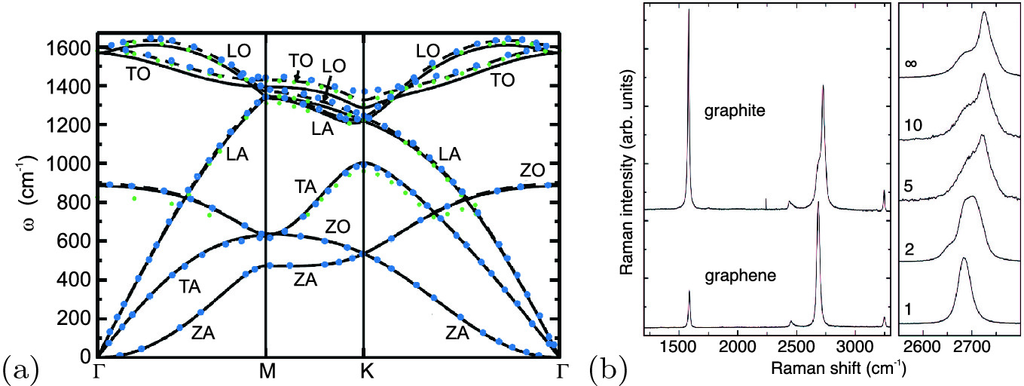 1600
1400
1200
1000
800
600
400
200
0
ω (cm⁻¹)
LO
TO
TO
LO
LO
TO
LA
LA
LA
TA
ZO
ZO
TA
ZA
ZA
ZA
Γ
M
K
Γ
(a)
Raman intensity (arb. units)
graphite
graphene
1500
2000
2500
3000
∞
10
5
2
1
2600
2700
Raman shift (cm⁻¹)
(b)